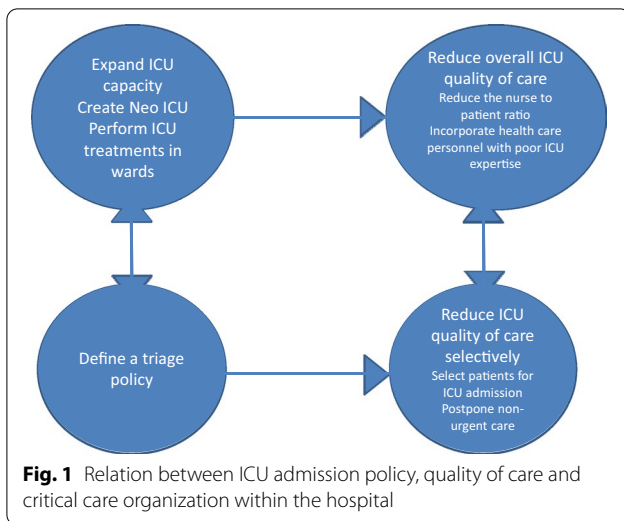 Expand ICU
capacity
Create Neo ICU
Perform ICU
treatments in
wards
Reduce overall ICU
quality of care
Reduce the nurse to
patient ratio
Incorporate health care
personnel with poor ICU
expertise
Define a triage
policy
Reduce ICU
quality of care
selectively
Select patients for
ICU admission
Postpone non-
urgent care
Fig. 1 Relation between ICU admission policy, quality of care and
critical care organization within the hospital